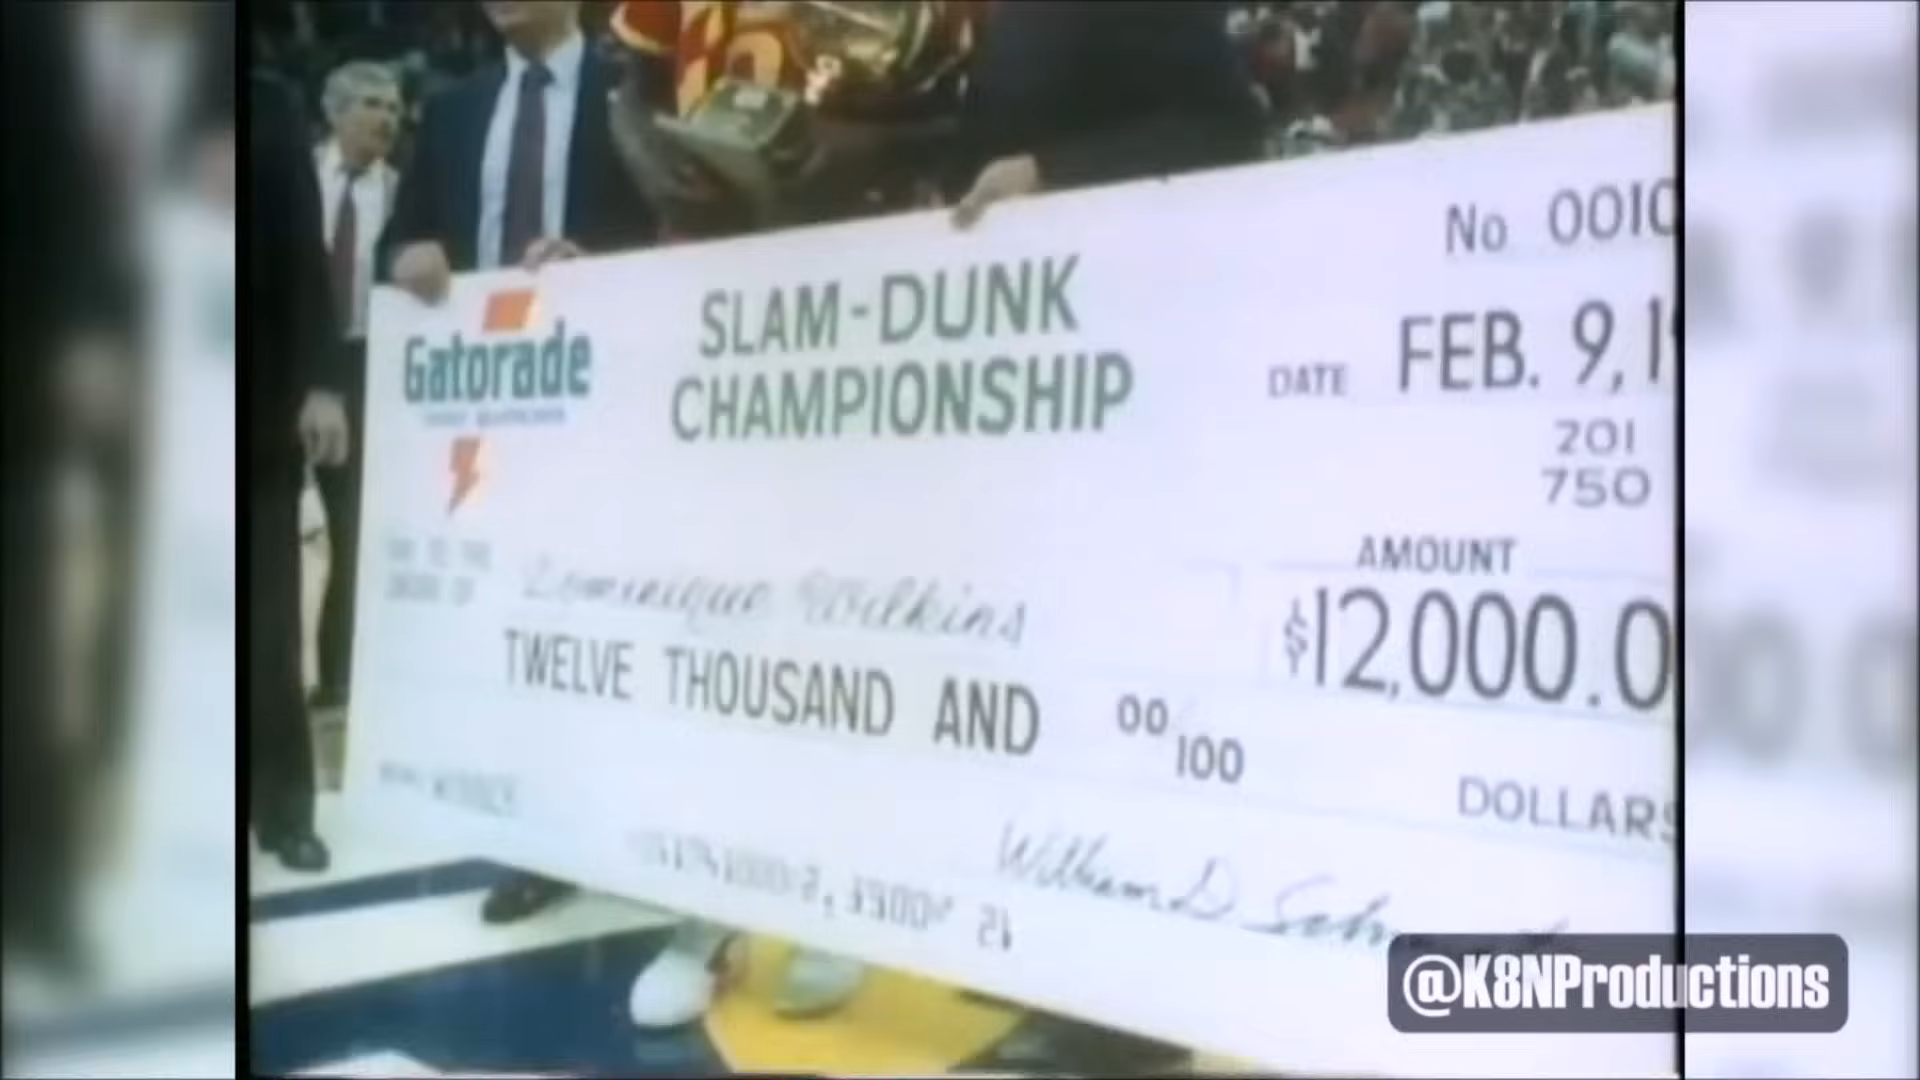 No 0010
SLAM-DUNK
CHAMPIONSHIP
Gatorade
DATE FEB. 9, 1
201
750
AMOUNT
$12,000.0
Dominique Wilkins
TWELVE THOUSAND AND 00/100
DOLLARS
William D.
@K8NProductions